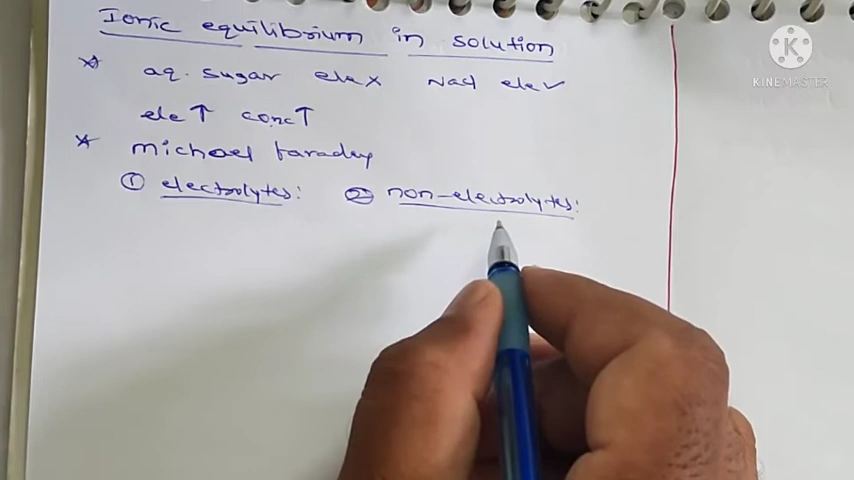 Ionic equilibrium in solution
* aq. sugar ele x Nacl ele ✓
ele ↑ conc ↑
* michael faraday
① electrolytes: ② non-electrolytes:
KINEMASTER